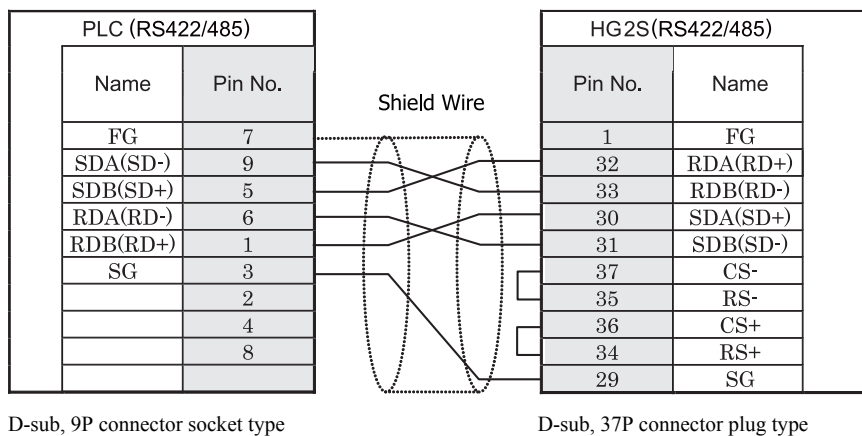 PLC (RS422/485)
HG2S(RS422/485)
Name Pin No.
Shield Wire
Pin No. Name
FG 7 1 FG
SDA(SD-) 9 32 RDA(RD+)
SDB(SD+) 5 33 RDB(RD-)
RDA(RD-) 6 30 SDA(SD+)
RDB(RD+) 1 31 SDB(SD-)
SG 3 37 CS-
2 35 RS-
4 36 CS+
8 34 RS+
29 SG
D-sub, 9P connector socket type
D-sub, 37P connector plug type